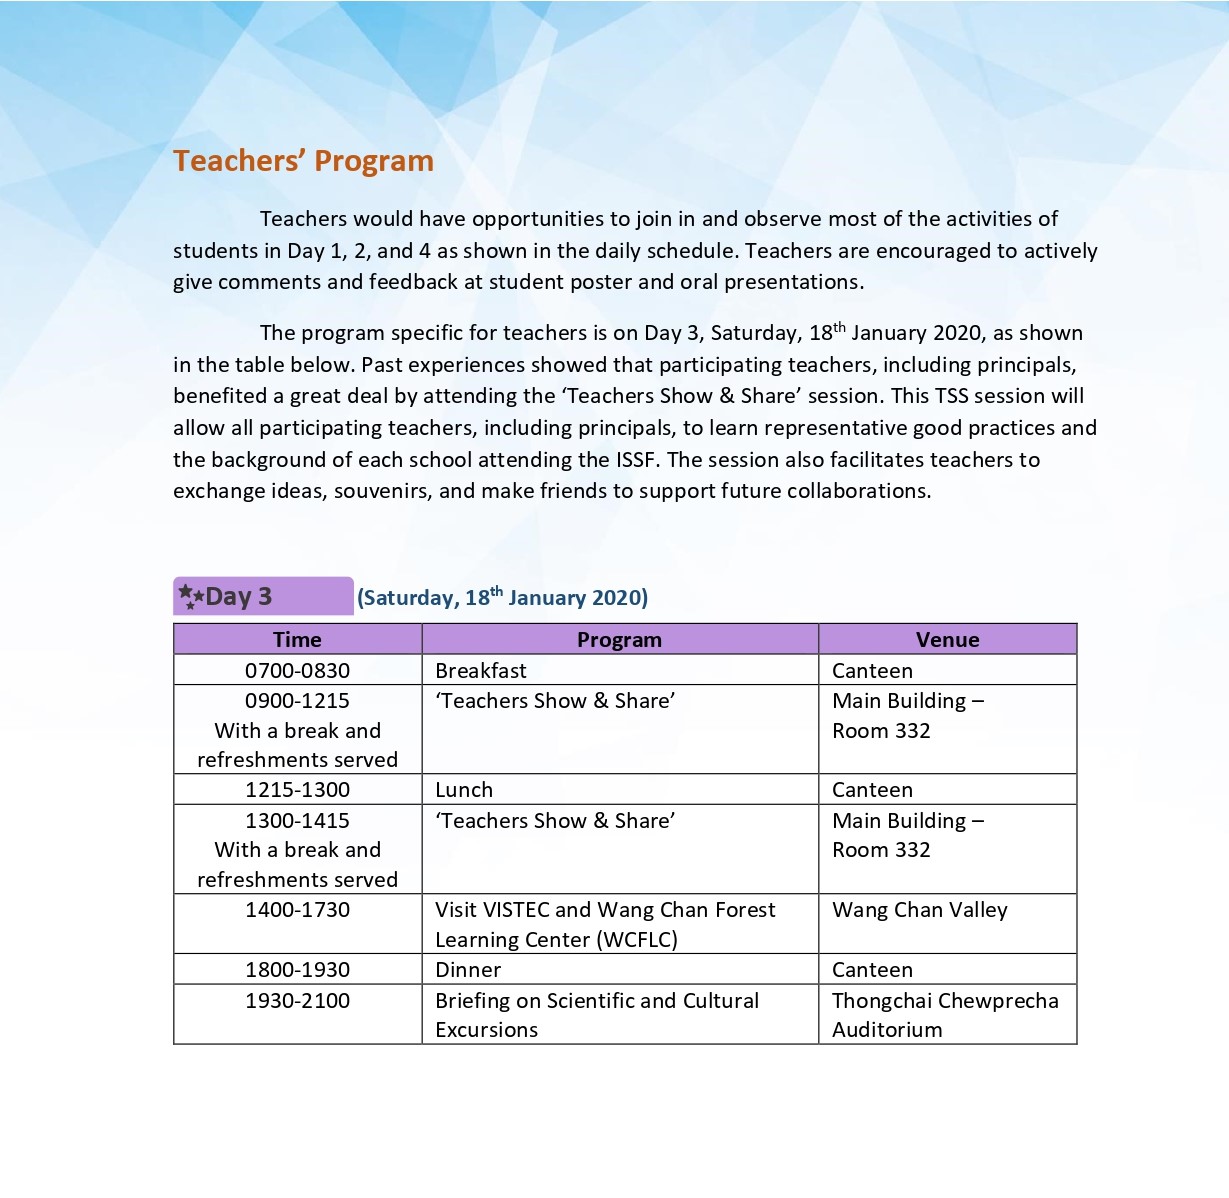 Teachers’ Program
Teachers would have opportunities to join in and observe most of the activities of
students in Day 1, 2, and 4 as shown in the daily schedule. Teachers are encouraged to actively
give comments and feedback at student poster and oral presentations.
The program specific for teachers is on Day 3, Saturday, 18th January 2020, as shown
in the table below. Past experiences showed that participating teachers, including principals,
benefited a great deal by attending the ‘Teachers Show & Share’ session. This TSS session will
allow all participating teachers, including principals, to learn representative good practices and
the background of each school attending the ISSF. The session also facilitates teachers to
exchange ideas, souvenirs, and make friends to support future collaborations.
Day 3 (Saturday, 18th January 2020)
Time Program Venue
0700-0830 Breakfast Canteen
0900-1215 ‘Teachers Show & Share’ Main Building –
With a break and Room 332
refreshments served
1215-1300 Lunch Canteen
1300-1415 ‘Teachers Show & Share’ Main Building –
With a break and Room 332
refreshments served
1400-1730 Visit VISTEC and Wang Chan Forest Wang Chan Valley
Learning Center (WCFLC)
1800-1930 Dinner Canteen
1930-2100 Briefing on Scientific and Cultural Thongchai Chewprecha
Excursions Auditorium